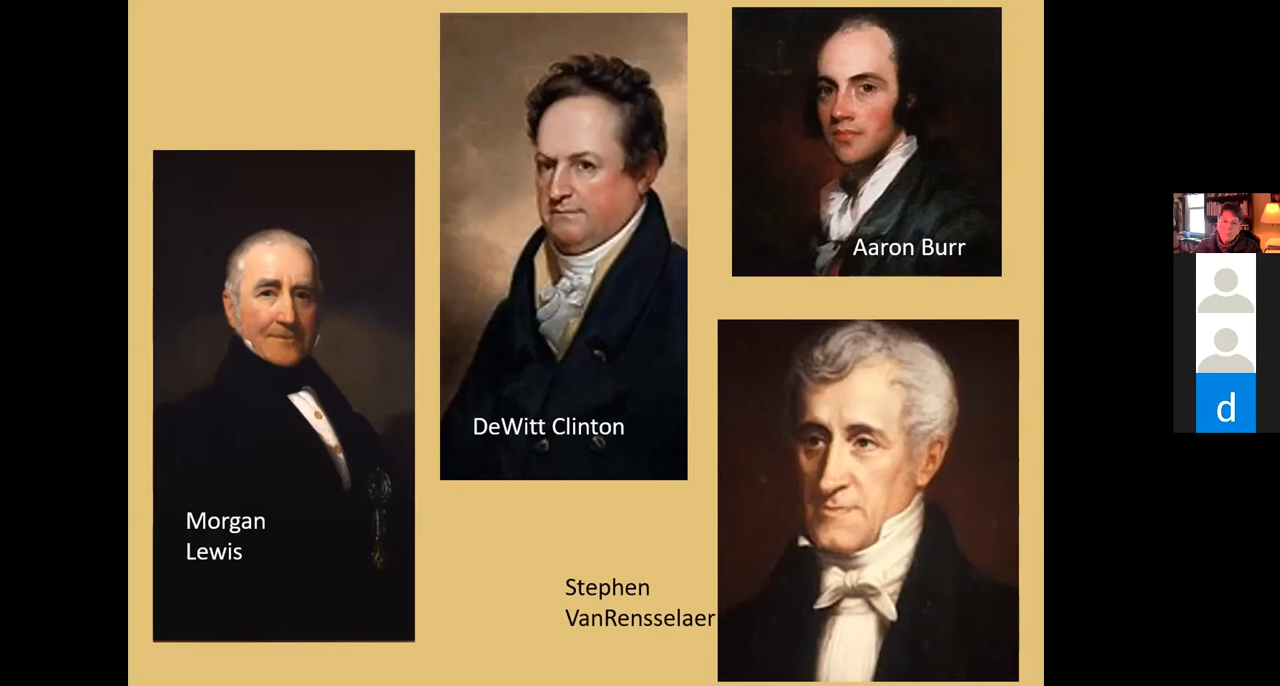 Aaron Burr
DeWitt Clinton
Morgan
Lewis
Stephen
VanRensselaer
d